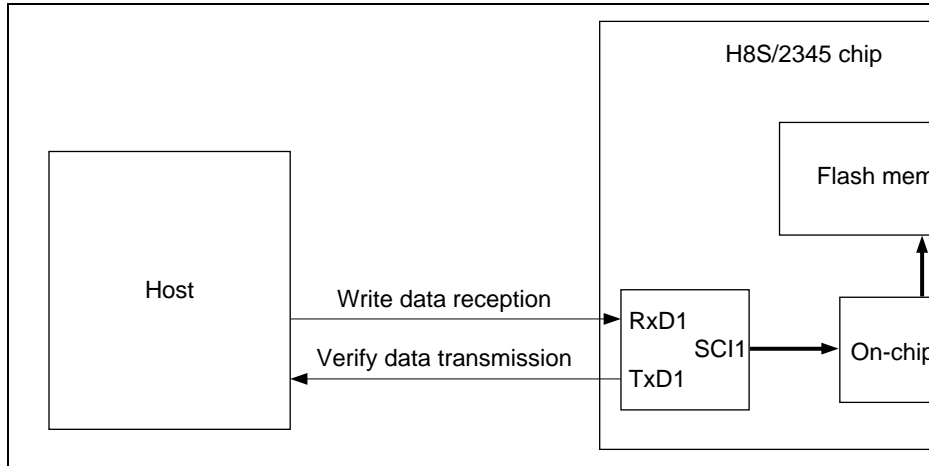 H8S/2345 chip
Flash mem
Host
Write data reception
RxD1
SCI1
On-chip
Verify data transmission
TxD1